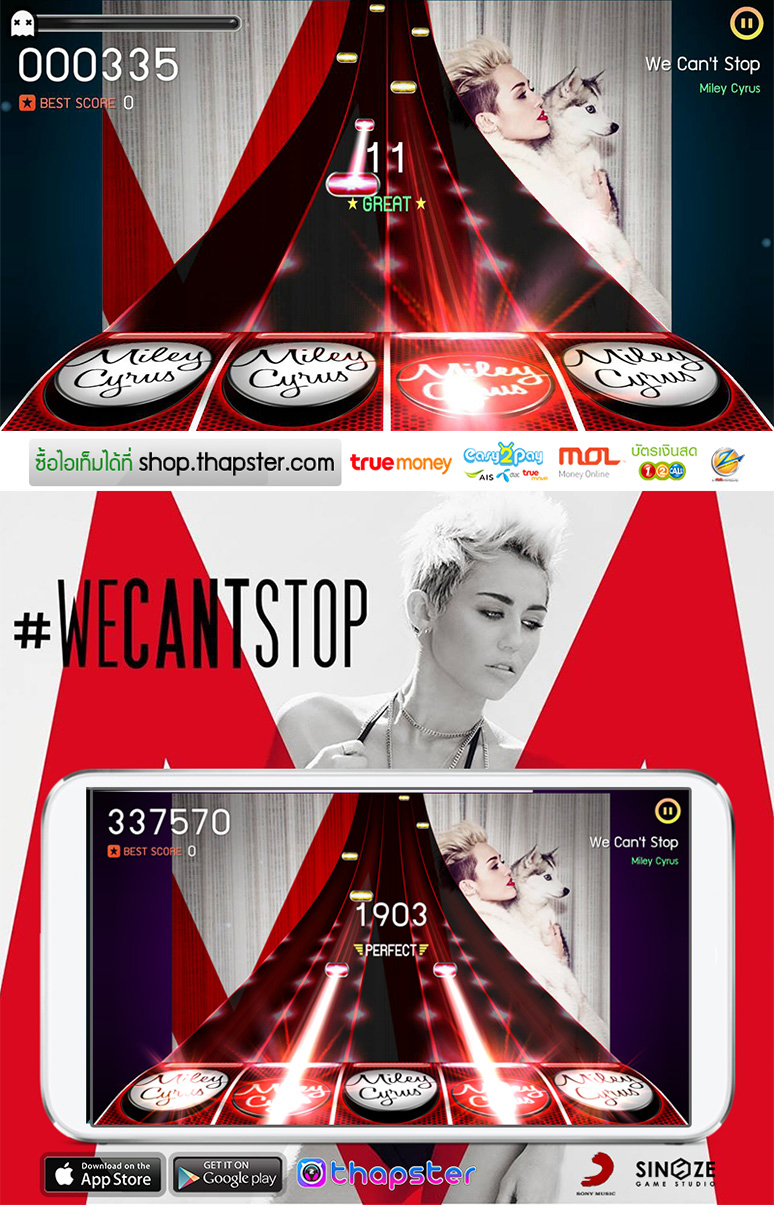 000335
BEST SCORE 0
We Can't Stop
Miley Cyrus
11
GREAT
Miley Cyrus
Miley Cyrus
Miley Cyrus
Miley Cyrus
ซื้อไอเท็มได้ที่ shop.thapster.com
truemoney
Easy2Pay
AIS dtac true move
MOL
Money Online
บัตรเงินสด
1 2 CALL
#WECANTSTOP
337570
BEST SCORE 0
We Can't Stop
Miley Cyrus
1903
PERFECT
Miley Cyrus
Miley Cyrus
Miley Cyrus
Miley Cyrus
Miley Cyrus
Download on the
App Store
GET IT ON
Google play
thapster
SONY MUSIC
SINOZE
GAME STUDIO